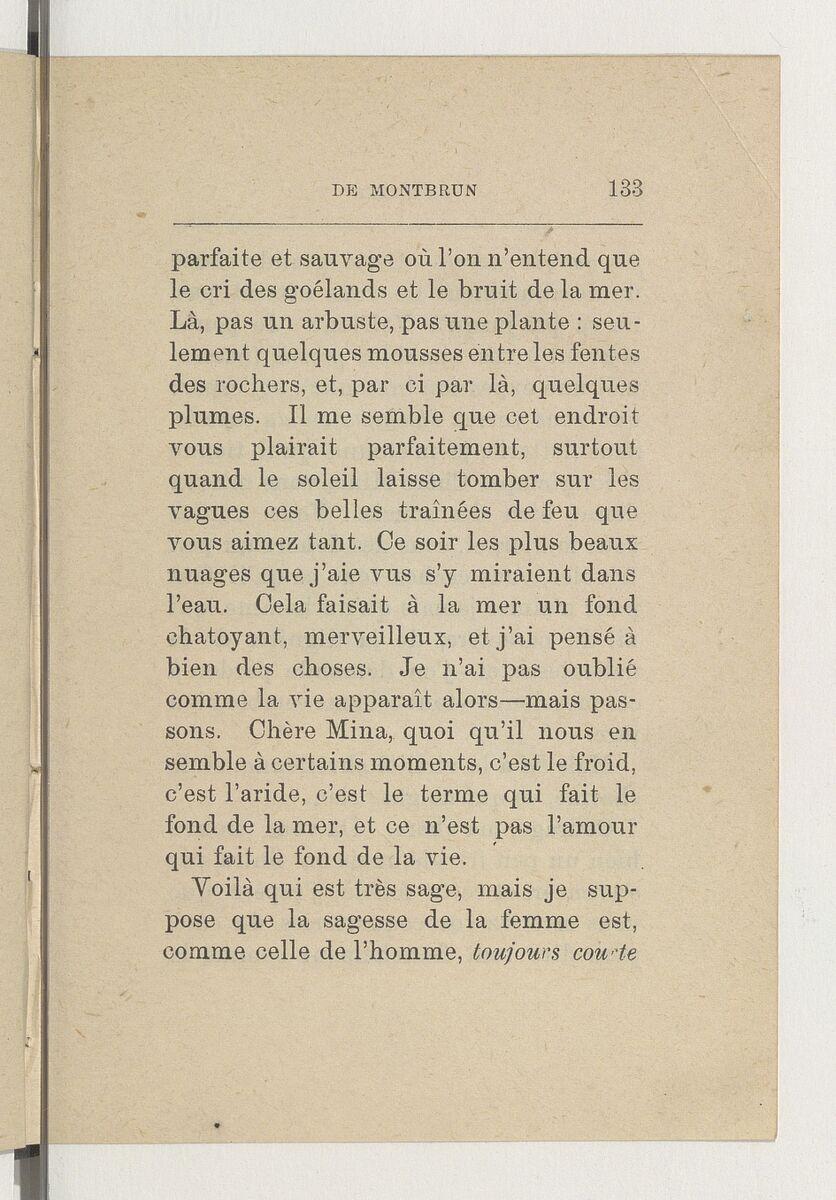 DE MONTBRUN 133
parfaite et sauvage où l'on n'entend que
le cri des goélands et le bruit de la mer.
Là, pas un arbuste, pas une plante : seu-
lement quelques mousses entre les fentes
des rochers, et, par ci par là, quelques
plumes. Il me semble que cet endroit
vous plairait parfaitement, surtout
quand le soleil laisse tomber sur les
vagues ces belles traînées de feu que
vous aimez tant. Ce soir les plus beaux
nuages que j'aie vus s'y miraient dans
l'eau. Cela faisait à la mer un fond
chatoyant, merveilleux, et j'ai pensé à
bien des choses. Je n'ai pas oublié
comme la vie apparaît alors—mais pas-
sons. Chère Mina, quoi qu'il nous en
semble à certains moments, c'est le froid,
c'est l'aride, c'est le terme qui fait le
fond de la mer, et ce n'est pas l'amour
qui fait le fond de la vie.
Voilà qui est très sage, mais je sup-
pose que la sagesse de la femme est,
comme celle de l'homme, toujours courte